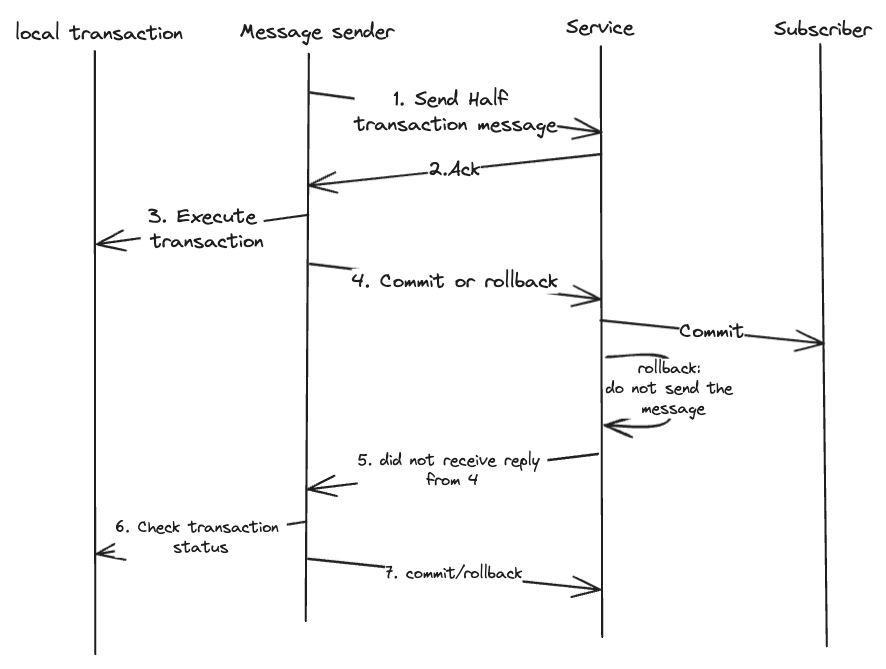 local transaction
Message sender
Service
Subscriber
1. Send Half
transaction message
2.Ack
3. Execute
transaction
4. Commit or rollback
Commit
rollback:
do not send the
message
5. did not receive reply
from 4
6. Check transaction
status
7. commit/rollback